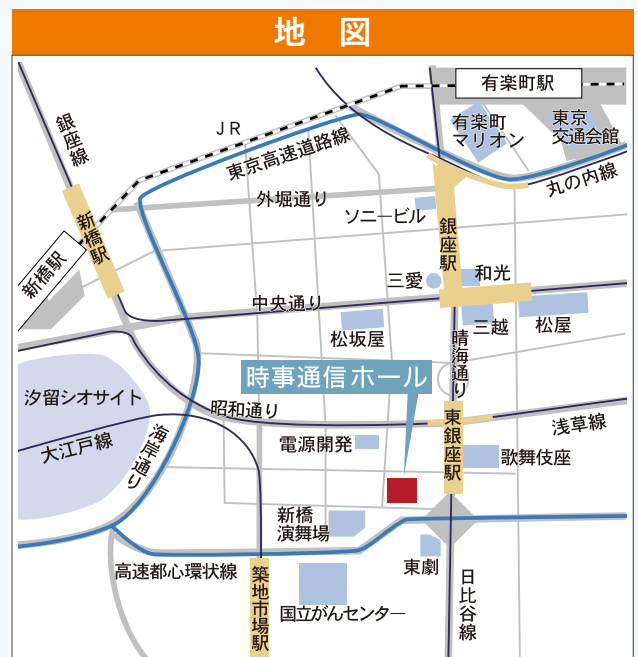 地 図
有楽町駅
銀座線
JR
有楽町
マリオン
東京
交通会館
東京高速道路線
丸の内線
外堀通り
ソニービル
新橋駅
銀座駅
新橋駅
三愛
和光
中央通り
松坂屋
三越
松屋
晴海通り
時事通信ホール
汐留シオサイト
昭和通り
大江戸線
海岸通り
電源開発
東銀座駅
浅草線
歌舞伎座
新橋
演舞場
東劇
高速都心環状線
築地市場駅
国立がんセンター
日比谷線